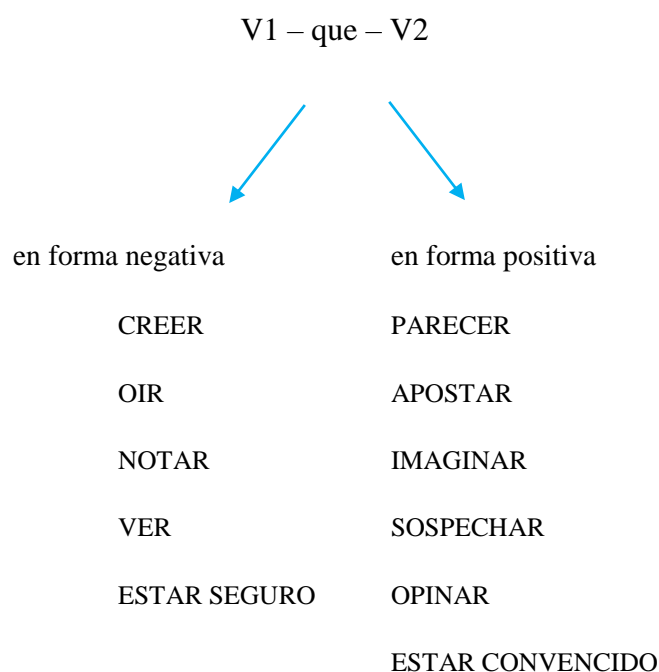 V1 – que – V2
en forma negativa en forma positiva
CREER PARECER
OIR APOSTAR
NOTAR IMAGINAR
VER SOSPECHAR
ESTAR SEGURO OPINAR
ESTAR CONVENCIDO